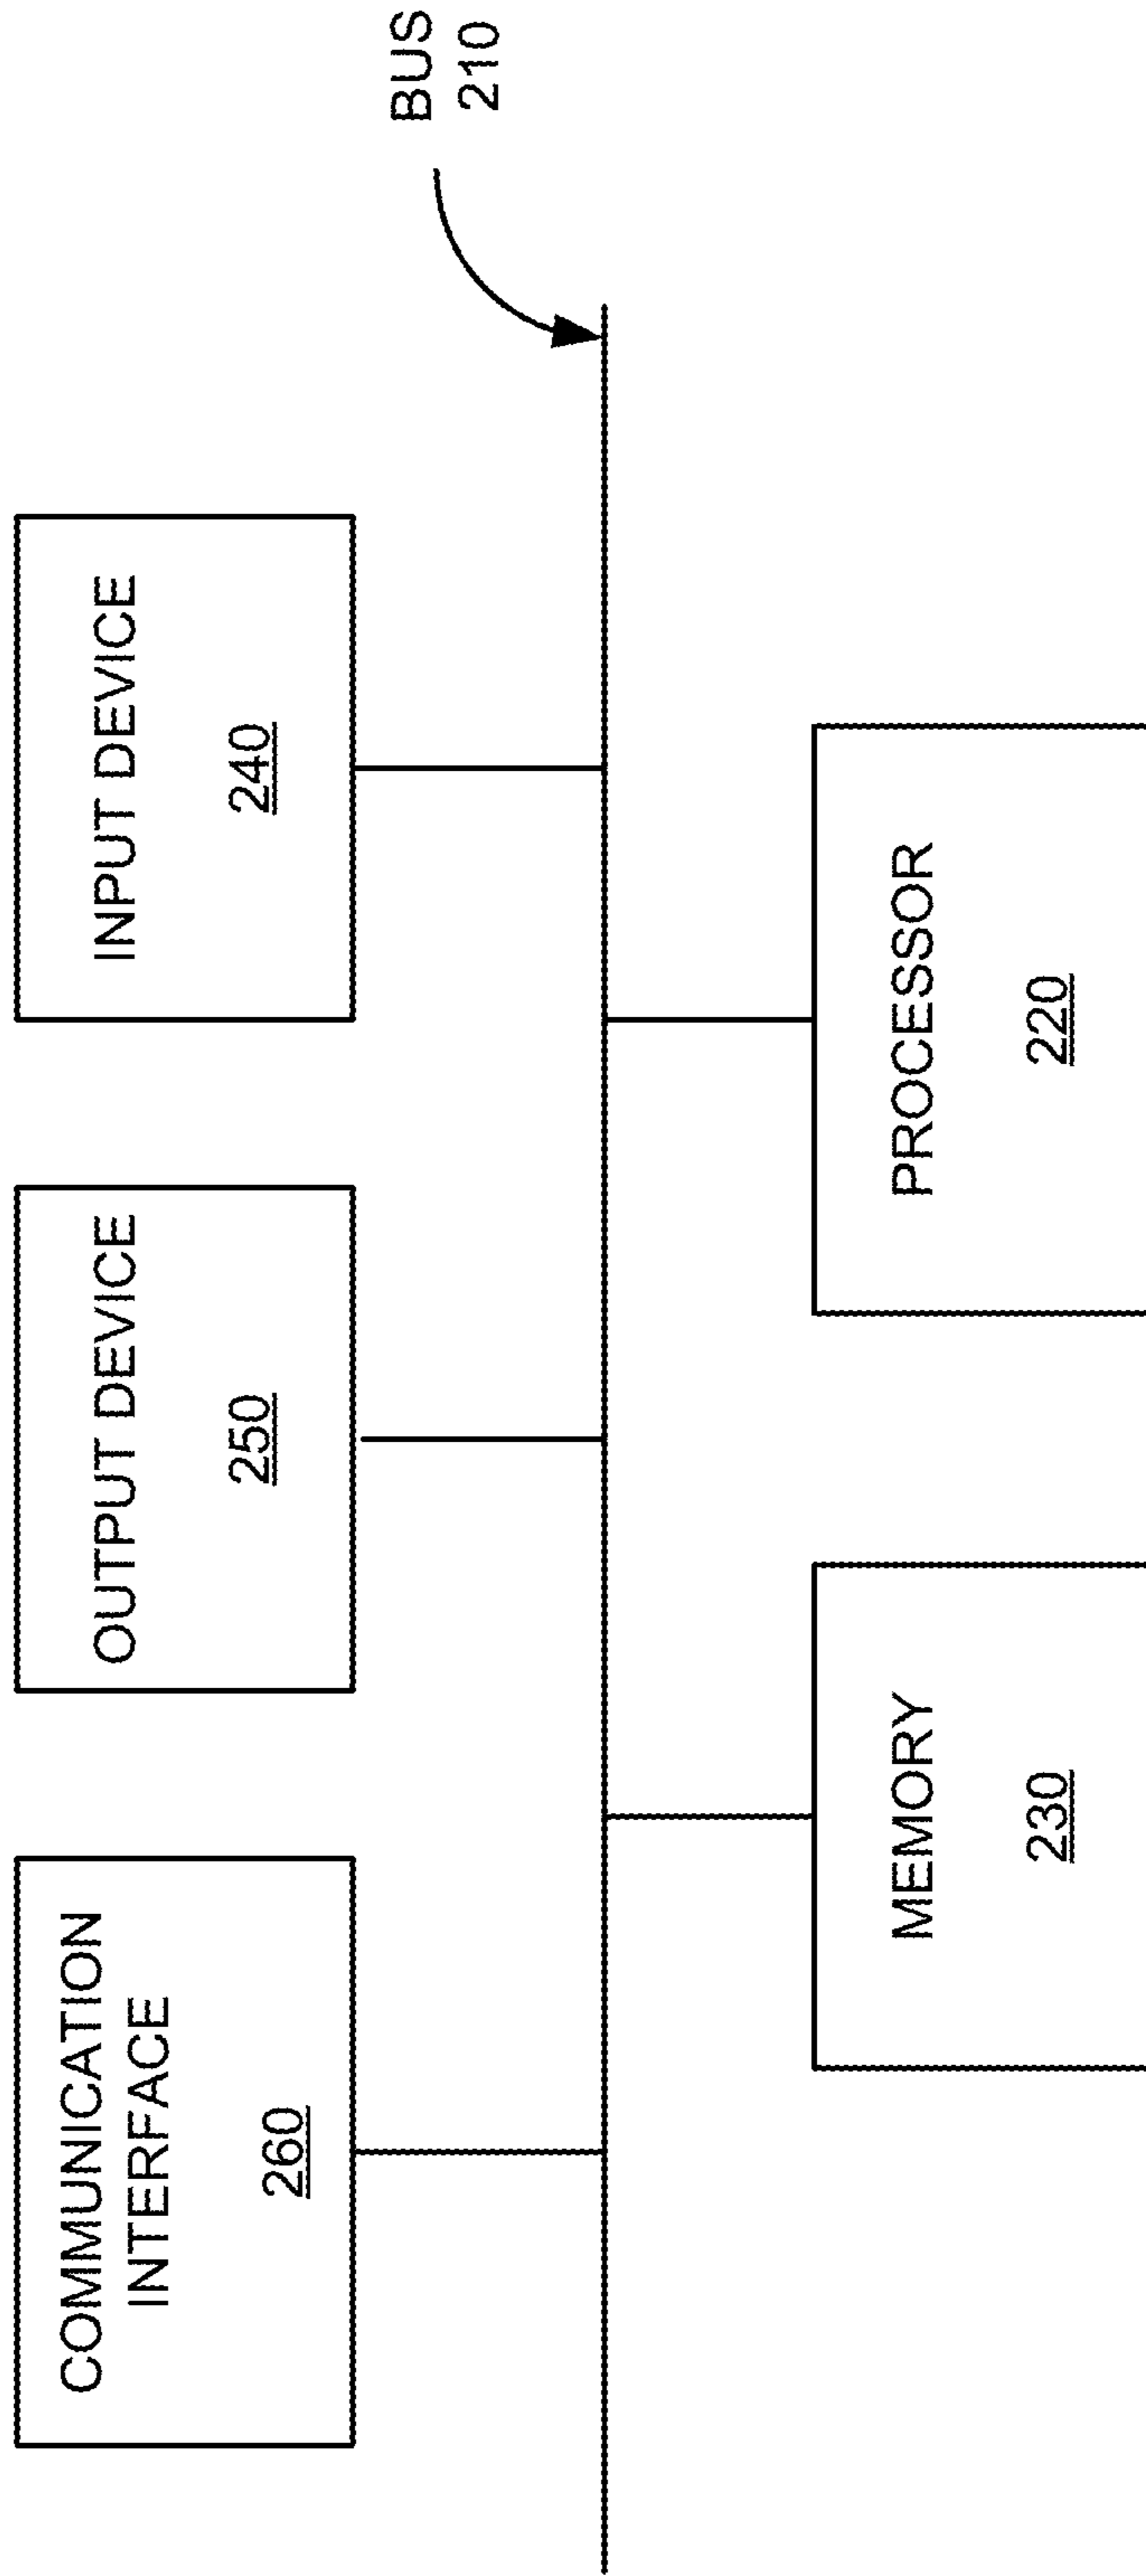 COMMUNICATION
INTERFACE
260
OUTPUT DEVICE
250
INPUT DEVICE
240
BUS
210
MEMORY
230
PROCESSOR
220